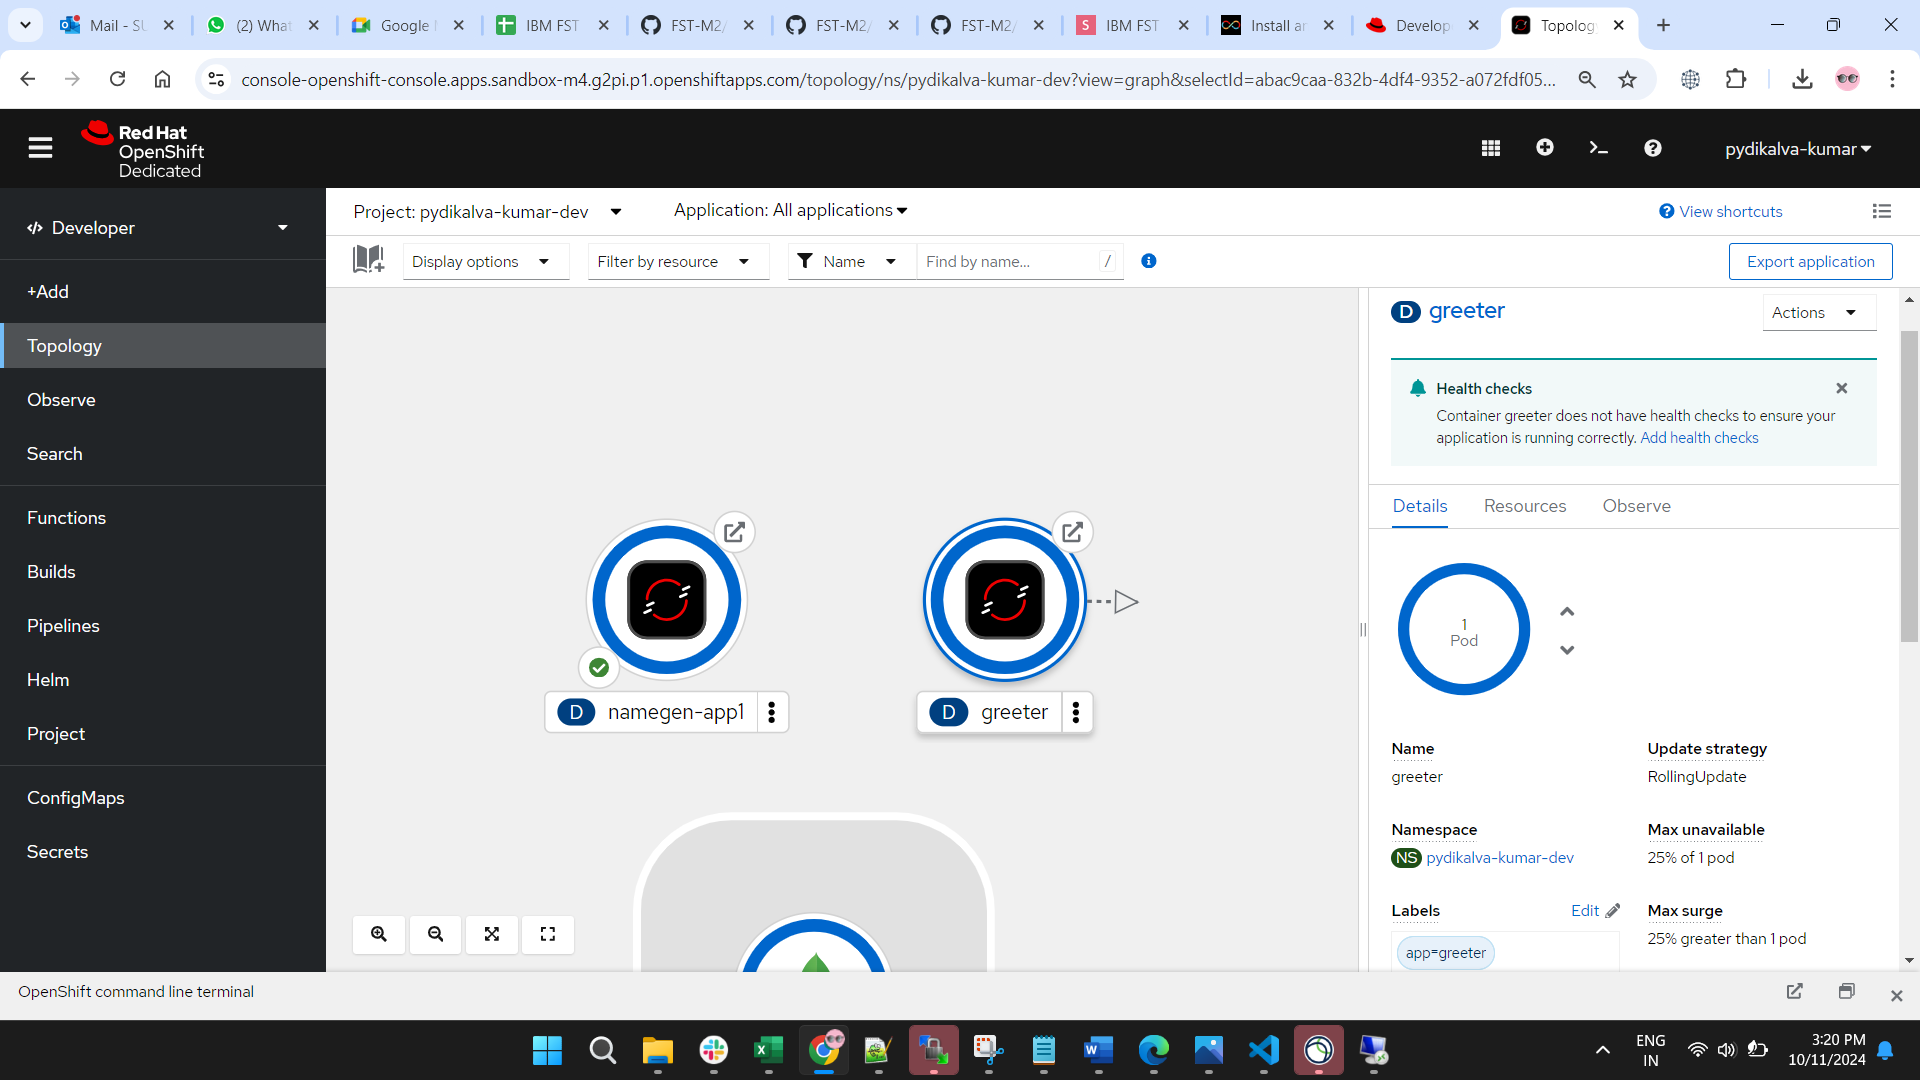 Mail - SU
(2) What
Google M
IBM FST
FST-M2/
FST-M2/
FST-M2/
IBM FST
Install an
Develop
Topolog
console-openshift-console.apps.sandbox-m4.g2pi.p1.openshiftapps.com/topology/ns/pydikalva-kumar-dev?view=graph&selectId=abac9caa-832b-4df4-9352-a072fdf05...
Red Hat
OpenShift
Dedicated
pydikalva-kumar
Developer
+Add
Topology
Observe
Search
Functions
Builds
Pipelines
Helm
Project
ConfigMaps
Secrets
Project: pydikalva-kumar-dev
Application: All applications
View shortcuts
Display options
Filter by resource
Name
Find by name...
/
Export application
D namegen-app1
D greeter
D greeter
Actions
Health checks
Container greeter does not have health checks to ensure your
application is running correctly. Add health checks
Details
Resources
Observe
1
Pod
Name
greeter
Update strategy
RollingUpdate
Namespace
NS pydikalva-kumar-dev
Max unavailable
25% of 1 pod
Labels
Edit
app=greeter
Max surge
25% greater than 1 pod
OpenShift command line terminal
ENG
IN
3:20 PM
10/11/2024